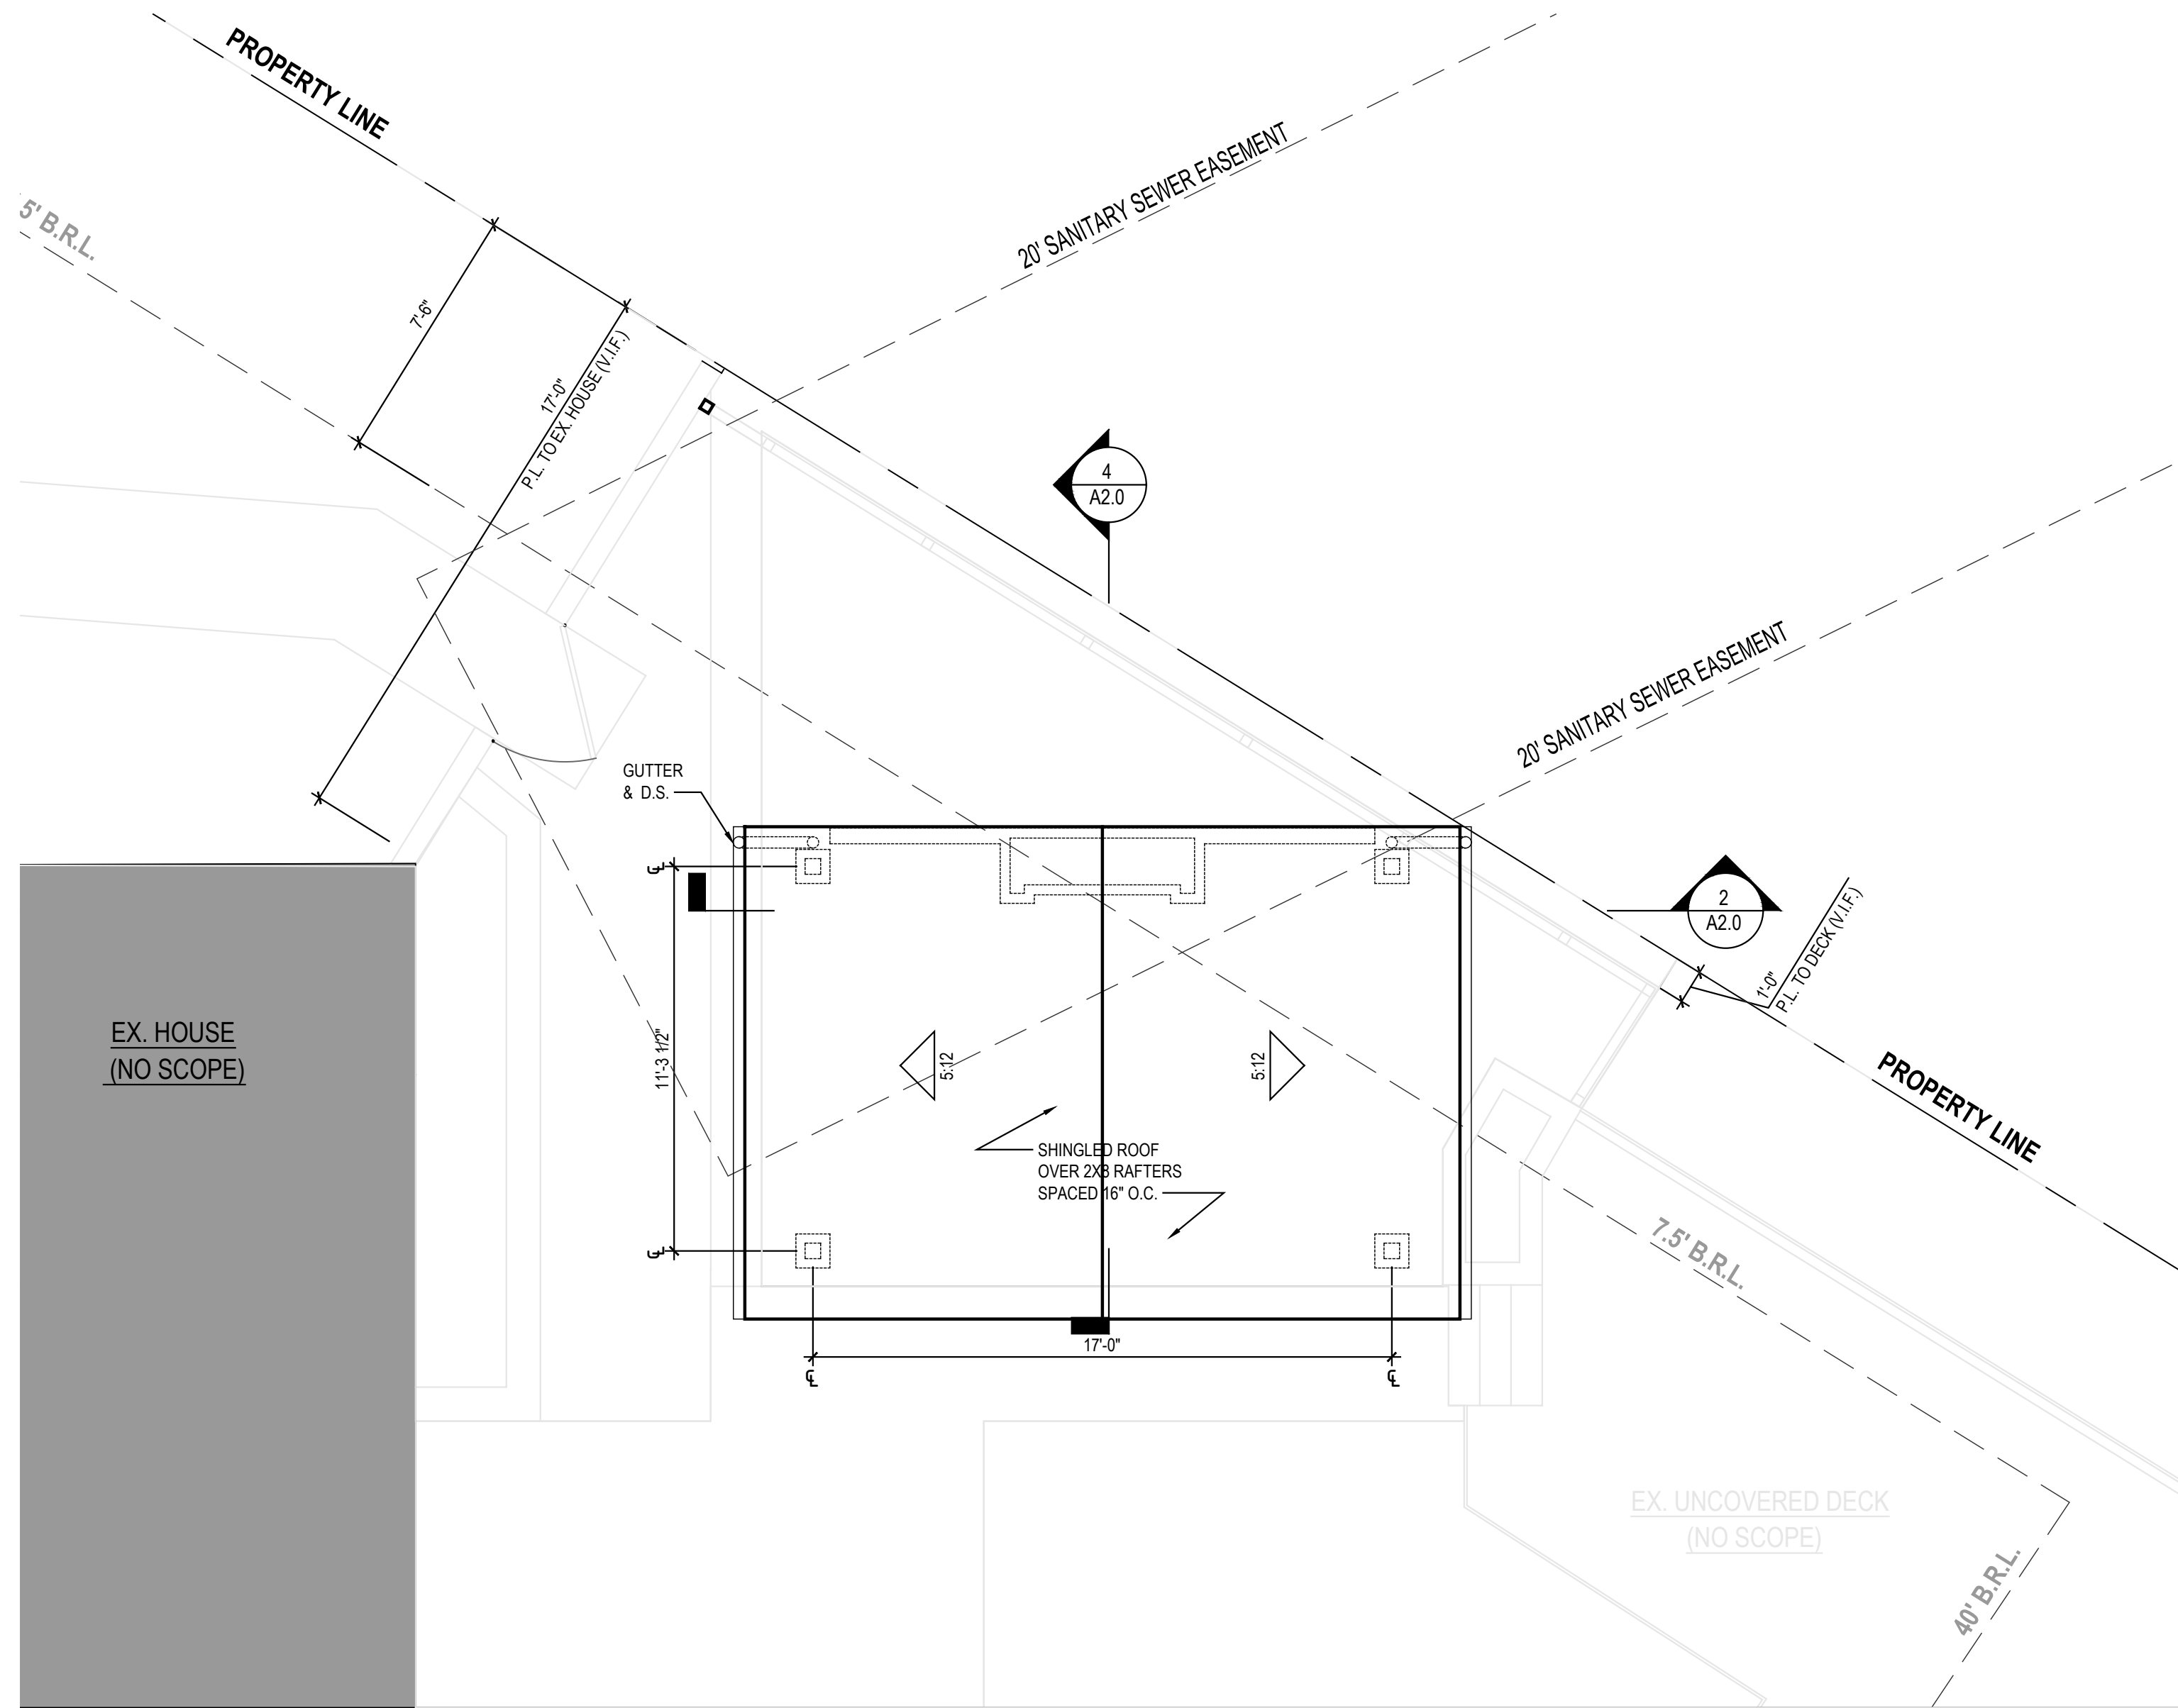 PROPERTY LINE
20' SANITARY SEWER EASEMENT
5' B.R.L.
7'-6"
17'-0"
P.L. TO EX. HOUSE (V.I.F.)
4
A2.0
20' SANITARY SEWER EASEMENT
GUTTER
& D.S.
2
A2.0
1'-0"
P.L. TO DECK (V.I.F.)
EX. HOUSE
(NO SCOPE)
11'-3 1/2"
5:12
5:12
PROPERTY LINE
SHINGLED ROOF
OVER 2X8 RAFTERS
SPACED 16" O.C.
7.5' B.R.L.
17'-0"
EX. UNCOVERED DECK
(NO SCOPE)
40' B.R.L.